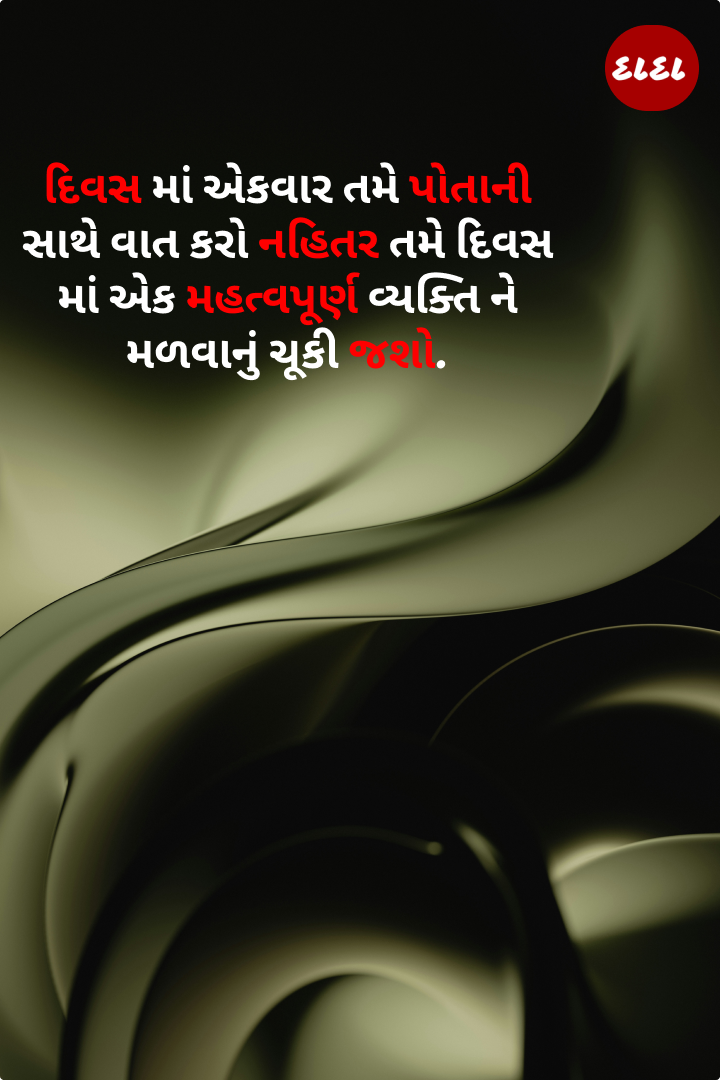 દાદા
દિવસ માં એકવાર તમે પોતાની
સાથે વાત કરો નહિતર તમે દિવસ
માં એક મહત્વપૂર્ણ વ્યક્તિ ને
મળવાનું ચૂકી જશો.